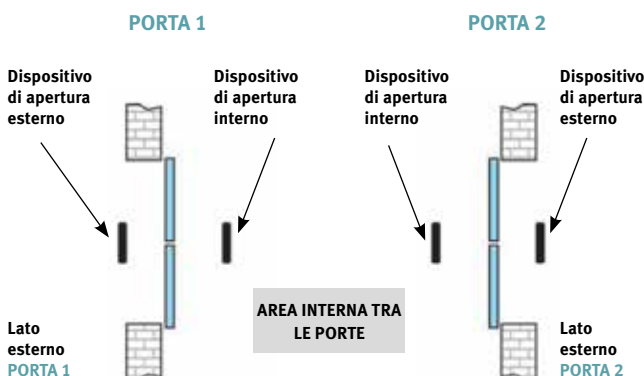 PORTA 1
PORTA 2
Dispositivo
di apertura
esterno
Dispositivo
di apertura
interno
Dispositivo
di apertura
interno
Dispositivo
di apertura
esterno
AREA INTERNA TRA
LE PORTE
Lato
esterno
PORTA 1
Lato
esterno
PORTA 2